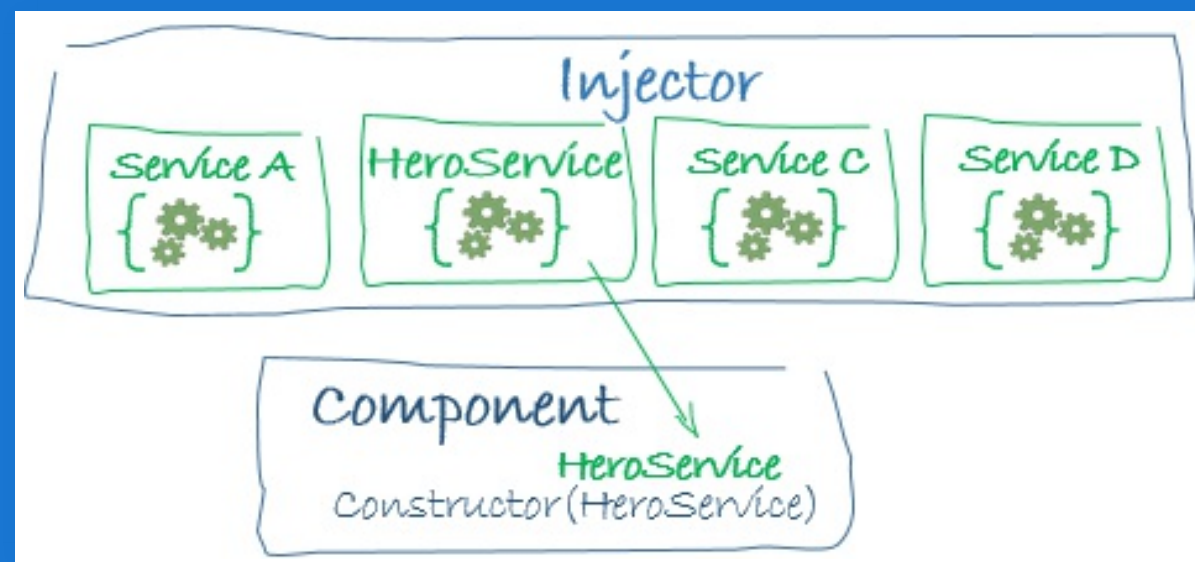 Injector
Service A
HeroService
Service C
Service D
Component
HeroService
Constructor(HeroService)